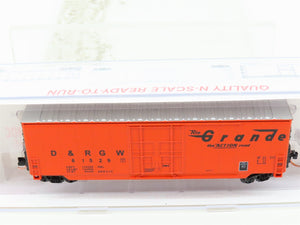 QUALITY N-SCALE READY-TO-RUN
Rio
Grande
the ACTION road
D & RGW
61529